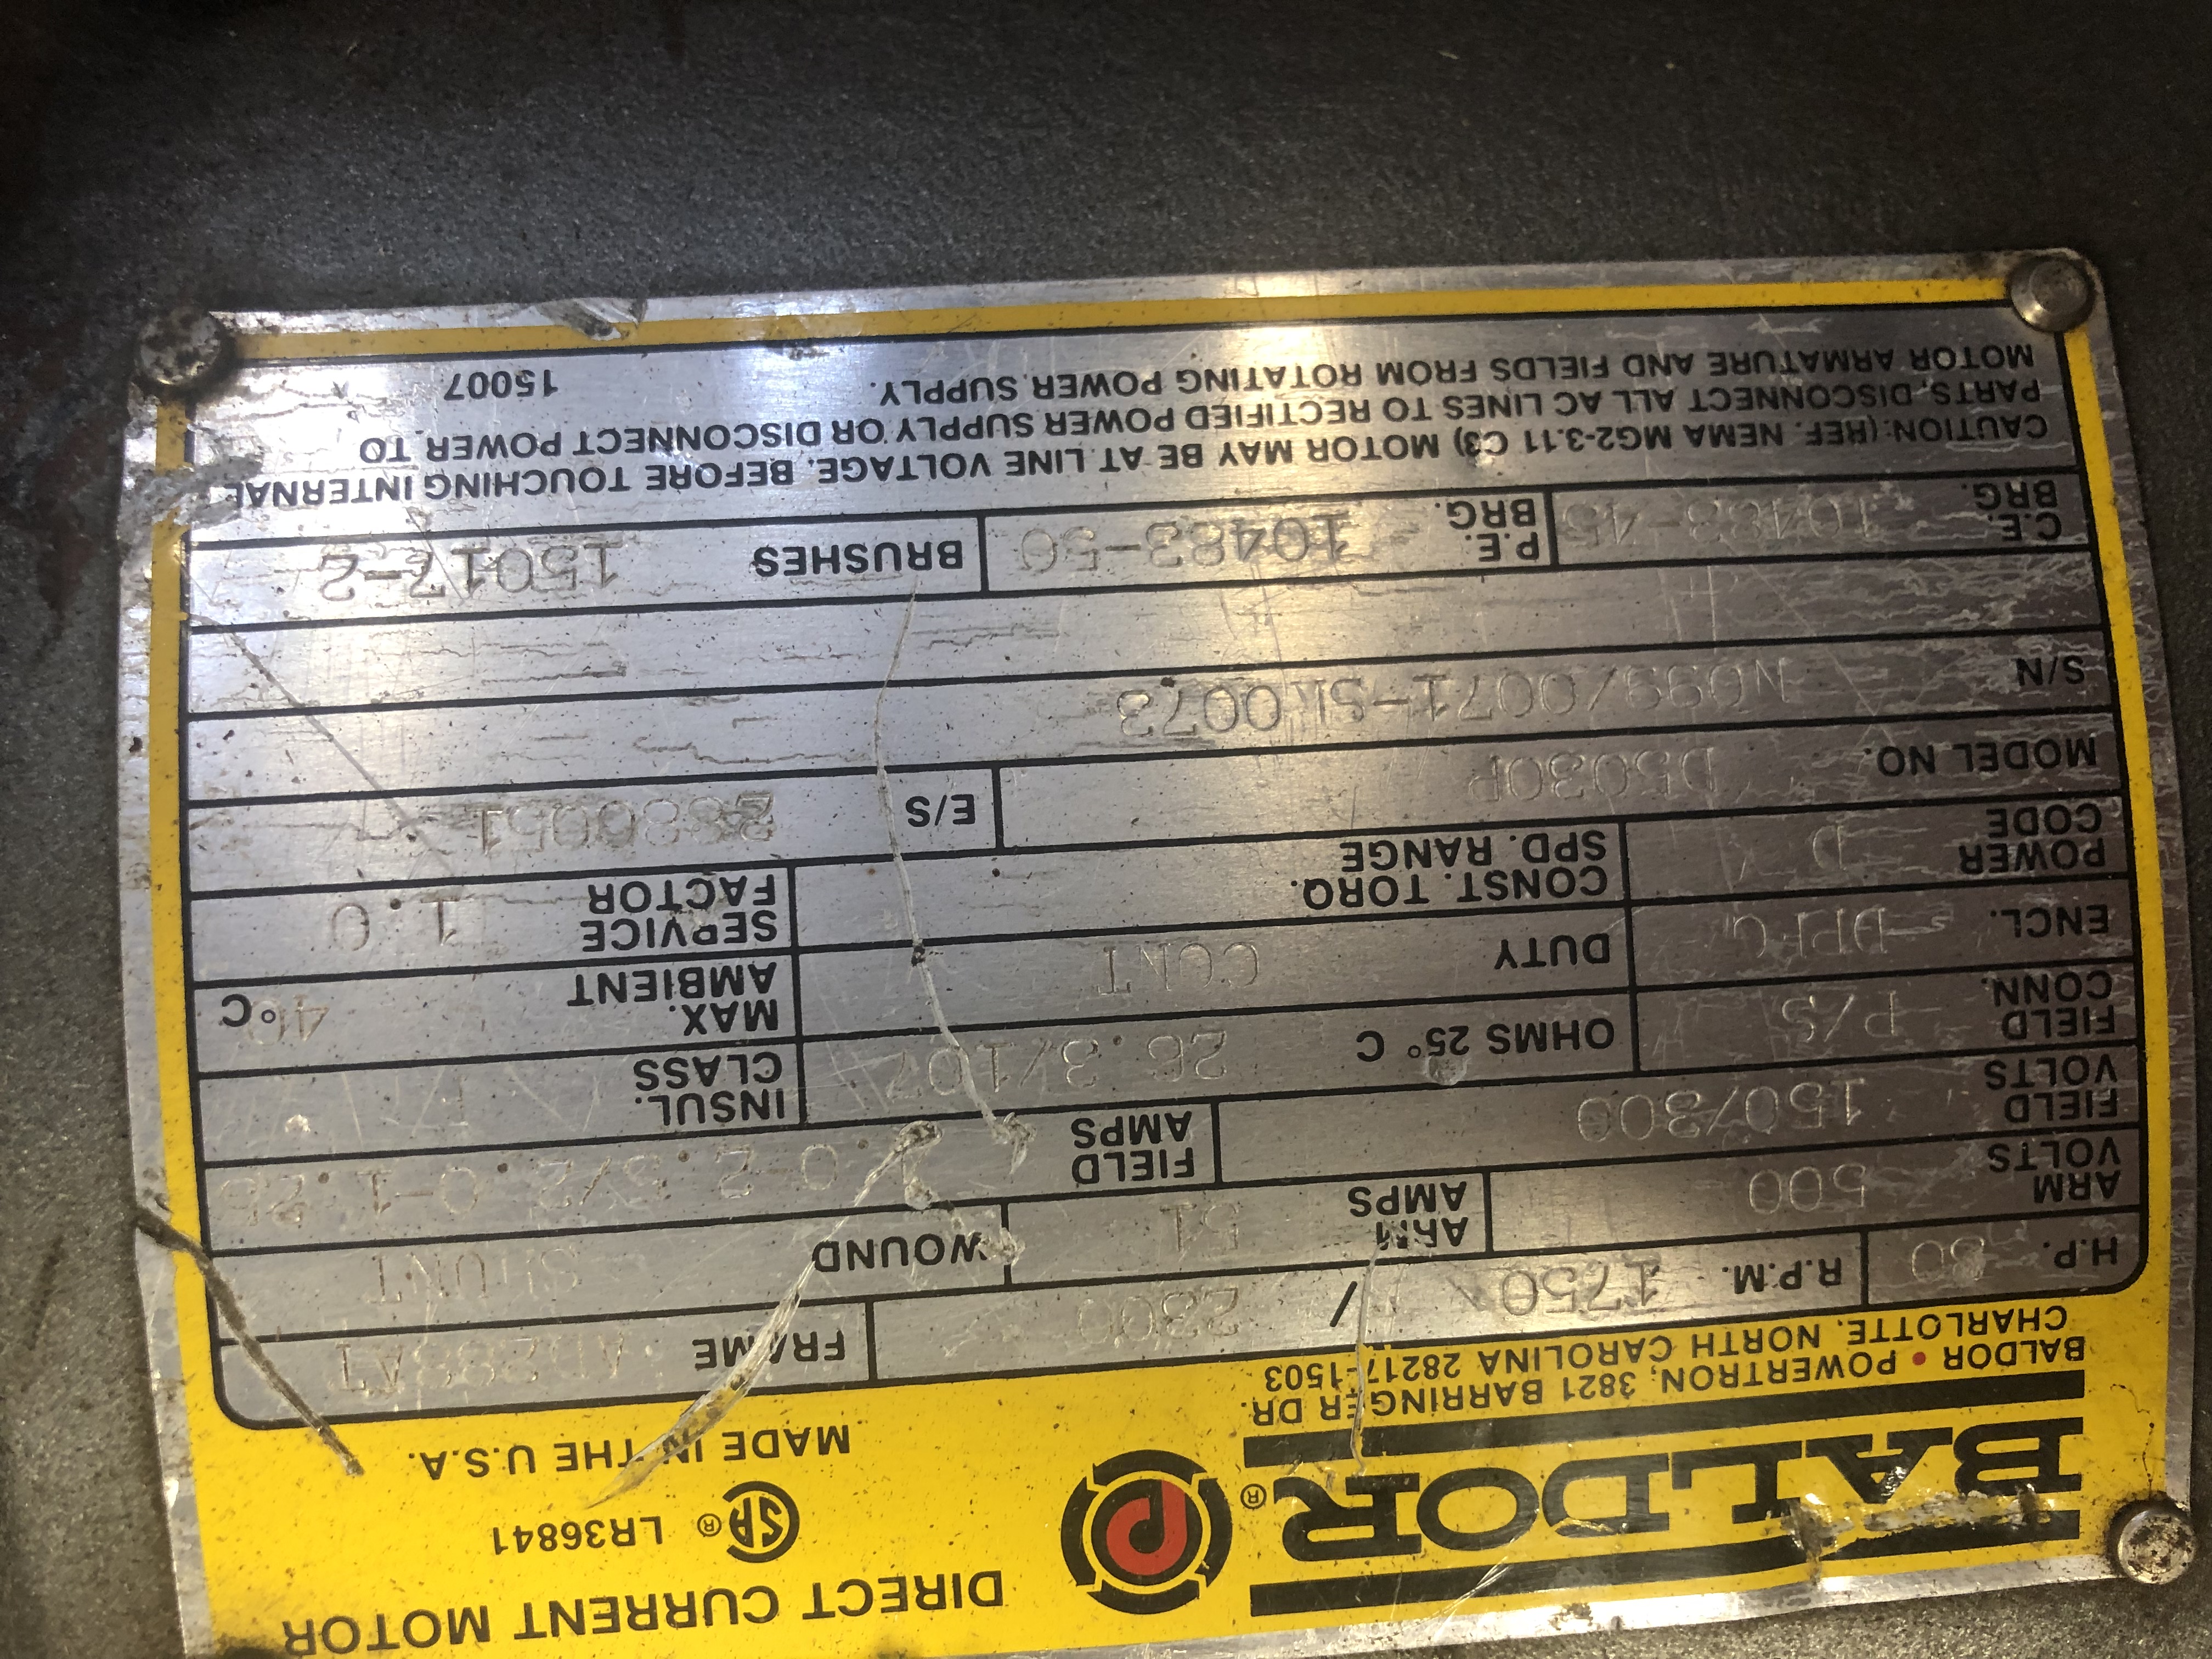 DIRECT CURRENT MOTOR
BALDOR®
SA® LR36841
MADE IN THE U.S.A.
BALDOR • POWERTRON, 3821 BARRINGER DR.
CHARLOTTE, NORTH CAROLINA 28217-1503
H.P. 30 R.P.M. 1750 / 2300 FRAME
ARM VOLTS 500 ARM AMPS 51 WOUND SHUNT
FIELD VOLTS 150/300 FIELD AMPS
FIELD CONN. P/S OHMS 25° C 26.3/107 INSUL. CLASS F
ENCL. DPFG DUTY CONT MAX. AMBIENT 40°C
POWER CODE D CONST. TORQ. SPD. RANGE SERVICE FACTOR 1.0
MODEL NO. D5030P E/S
S/N
C.E. BRG. 10483-45 P.E. BRG. 10483-50 BRUSHES 15017-2
CAUTION: (REF. NEMA MG2-3.11 C3) MOTOR MAY BE AT LINE VOLTAGE. BEFORE TOUCHING INTERNAL
PARTS, DISCONNECT ALL AC LINES TO RECTIFIED POWER SUPPLY OR DISCONNECT POWER TO
MOTOR ARMATURE AND FIELDS FROM ROTATING POWER SUPPLY. 15007